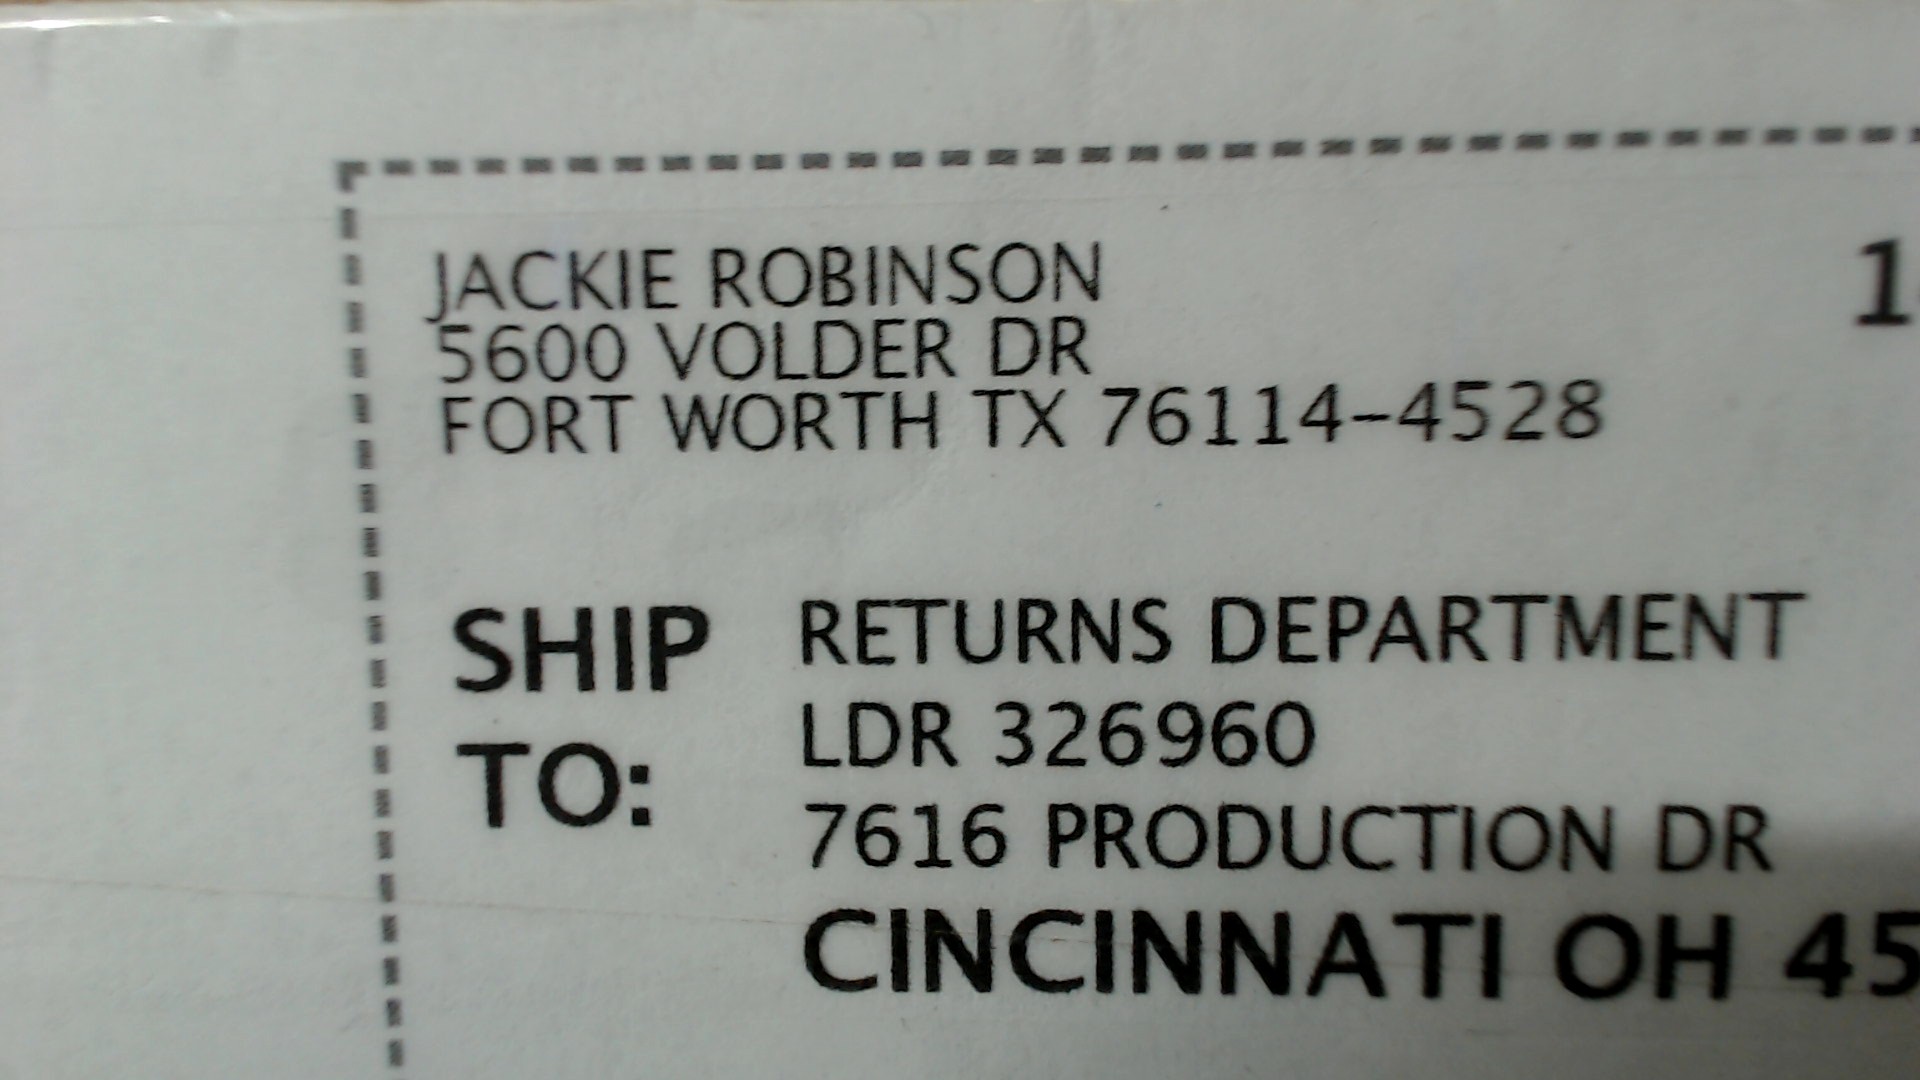 JACKIE ROBINSON
5600 VOLDER DR
FORT WORTH TX 76114-4528
SHIP TO:
RETURNS DEPARTMENT
LDR 326960
7616 PRODUCTION DR
CINCINNATI OH 45